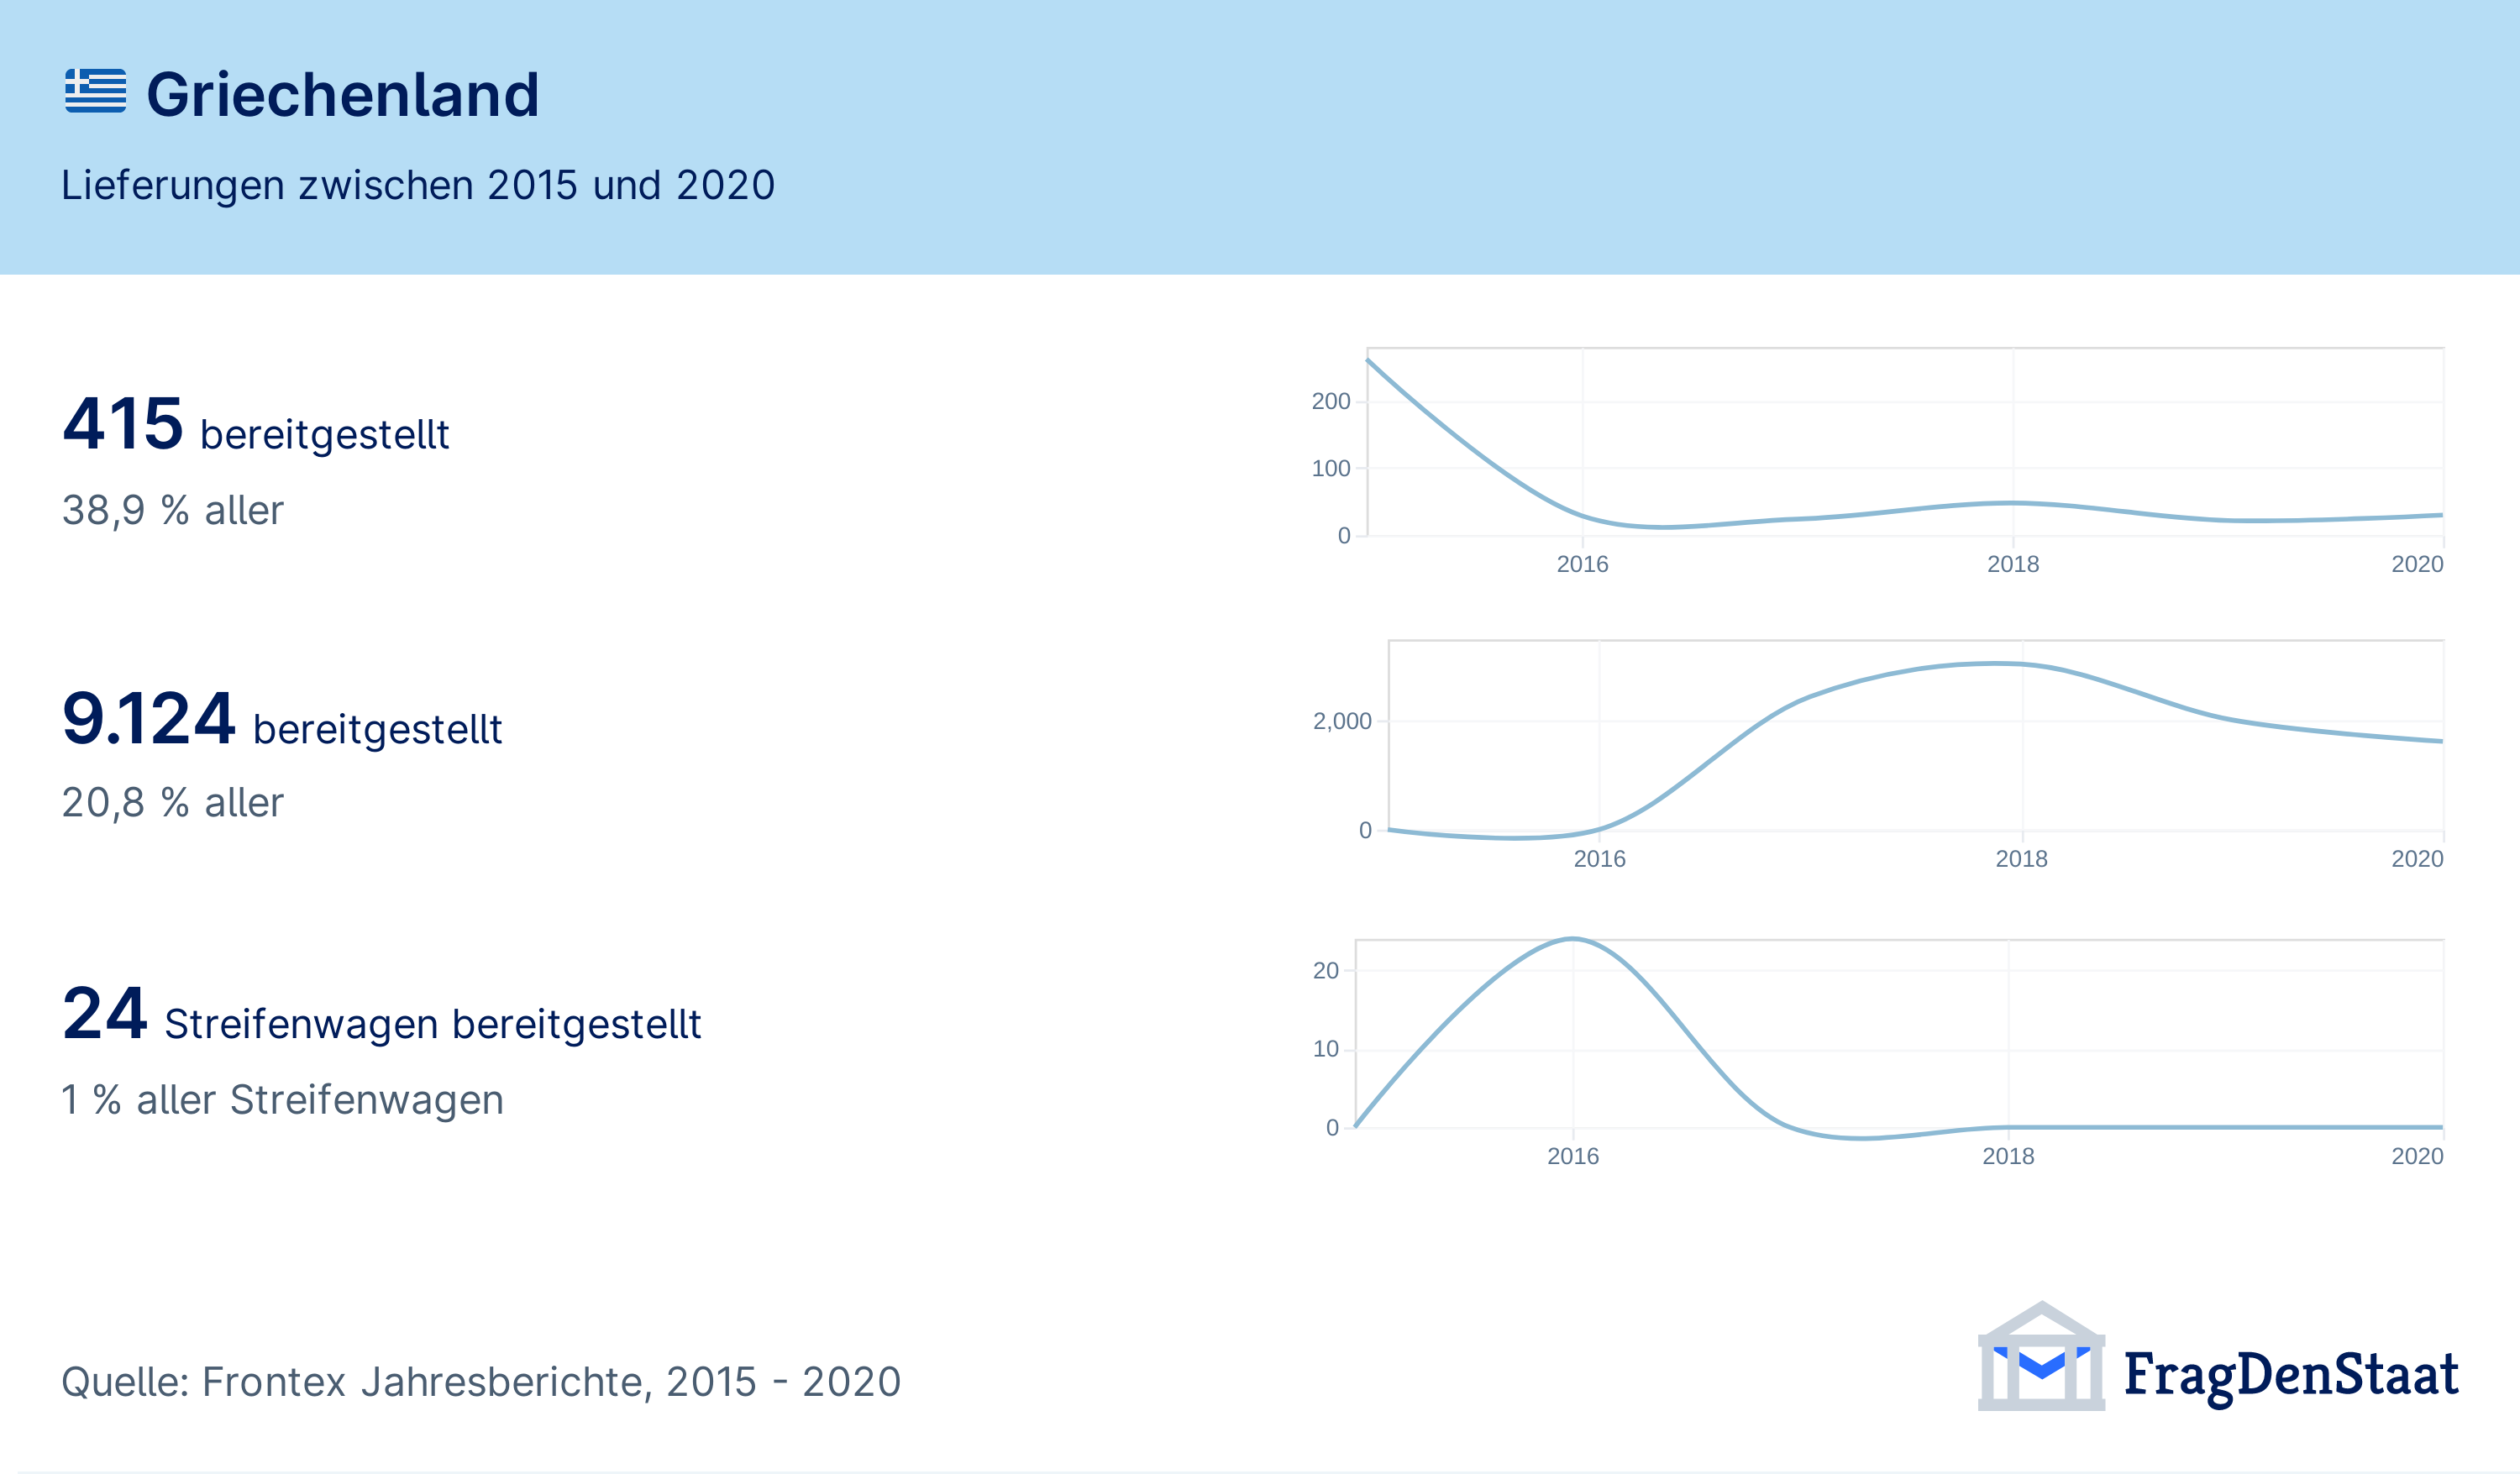 Griechenland
Lieferungen zwischen 2015 und 2020
415 bereitgestellt
38,9 % aller
200
100
0
2016 2018 2020
9.124 bereitgestellt
20,8 % aller
2,000
0
2016 2018 2020
24 Streifenwagen bereitgestellt
1 % aller Streifenwagen
20
10
0
2016 2018 2020
Quelle: Frontex Jahresberichte, 2015 - 2020
FragDenStaat